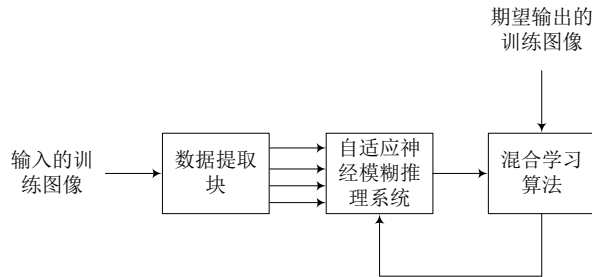 期望输出的
训练图像
输入的训
练图像
数据提取
块
自适应神
经模糊推
理系统
混合学习
算法